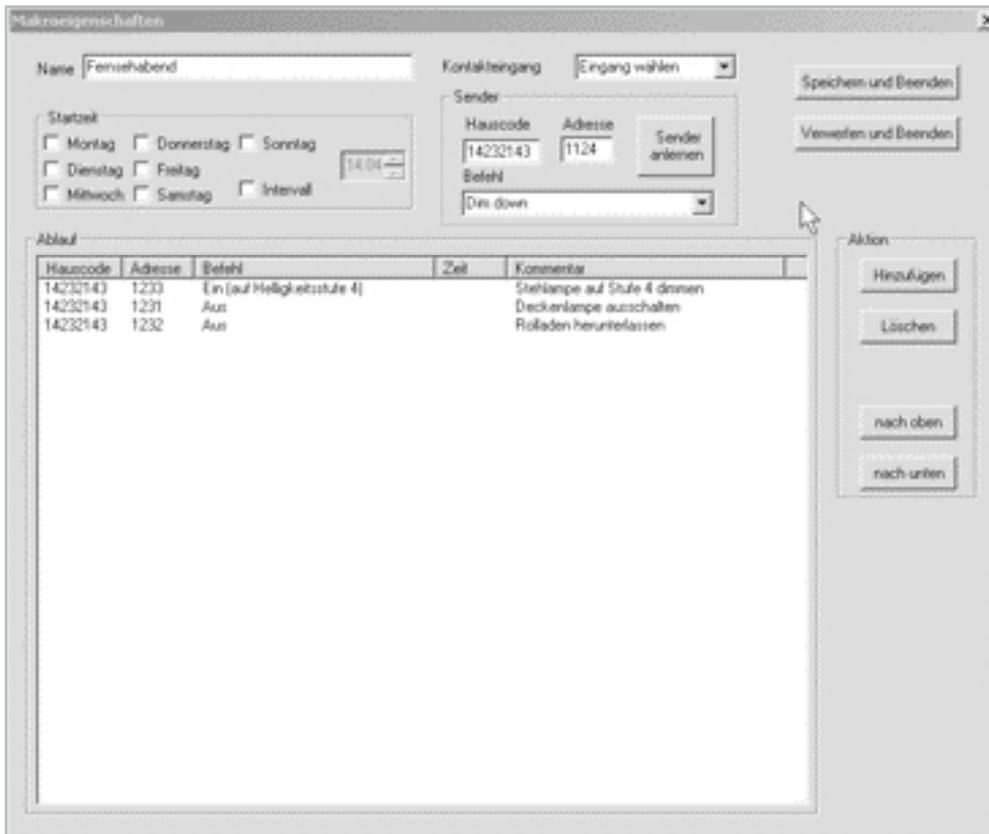 Makroeigenschaften
Name Fernsehabend
Kontakteingang Eingang wählen
Speichern und Beenden
Verwerfen und Beenden
Startzeit
Montag Donnerstag Sonntag
Dienstag Freitag
Mittwoch Samstag Intervall
14:04
Sender
Hauscode Adresse
14232143 1124
Sender
anlernen
Befehl
Dim down
Ablauf
Hauscode Adresse Befehl Zeit Kommentar
14232143 1233 Ein (auf Helligkeitsstufe 4) Stehlampe auf Stufe 4 dimmen
14232143 1231 Aus Deckenlampe ausschalten
14232143 1232 Aus Rolladen herunterlassen
Aktion
Hinzufügen
Löschen
nach oben
nach unten